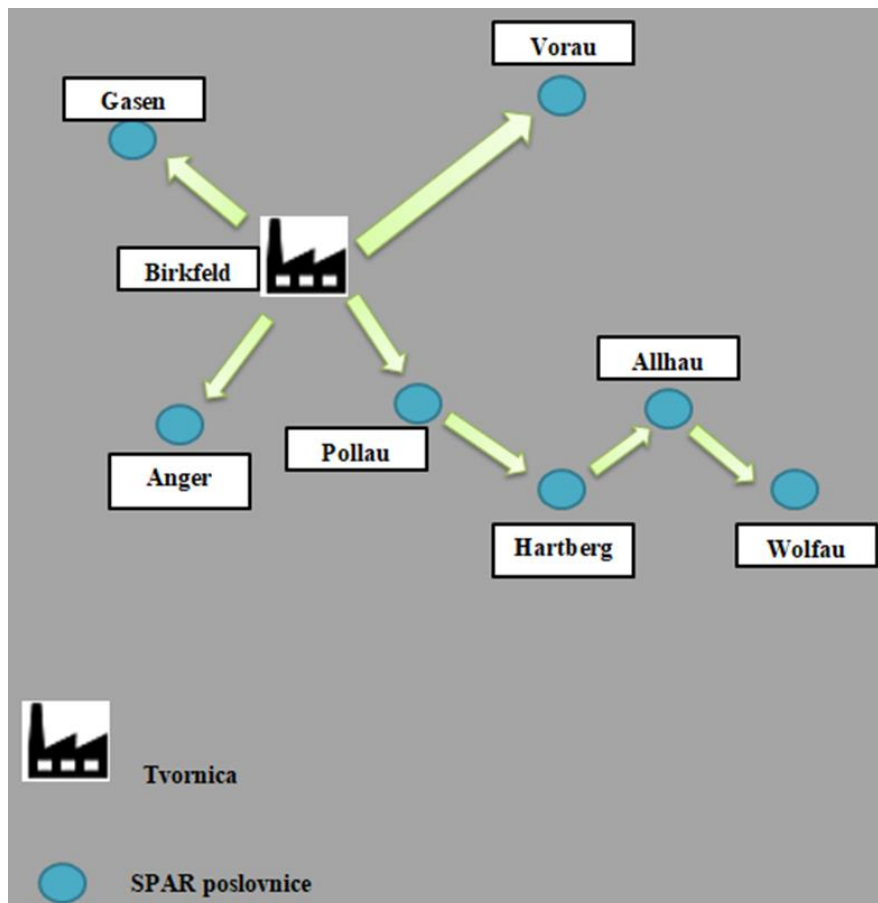 Vorau
Gasen
Birkfeld
Allhau
Anger
Pollau
Hartberg
Wolfau
Tvornica
SPAR poslovnice